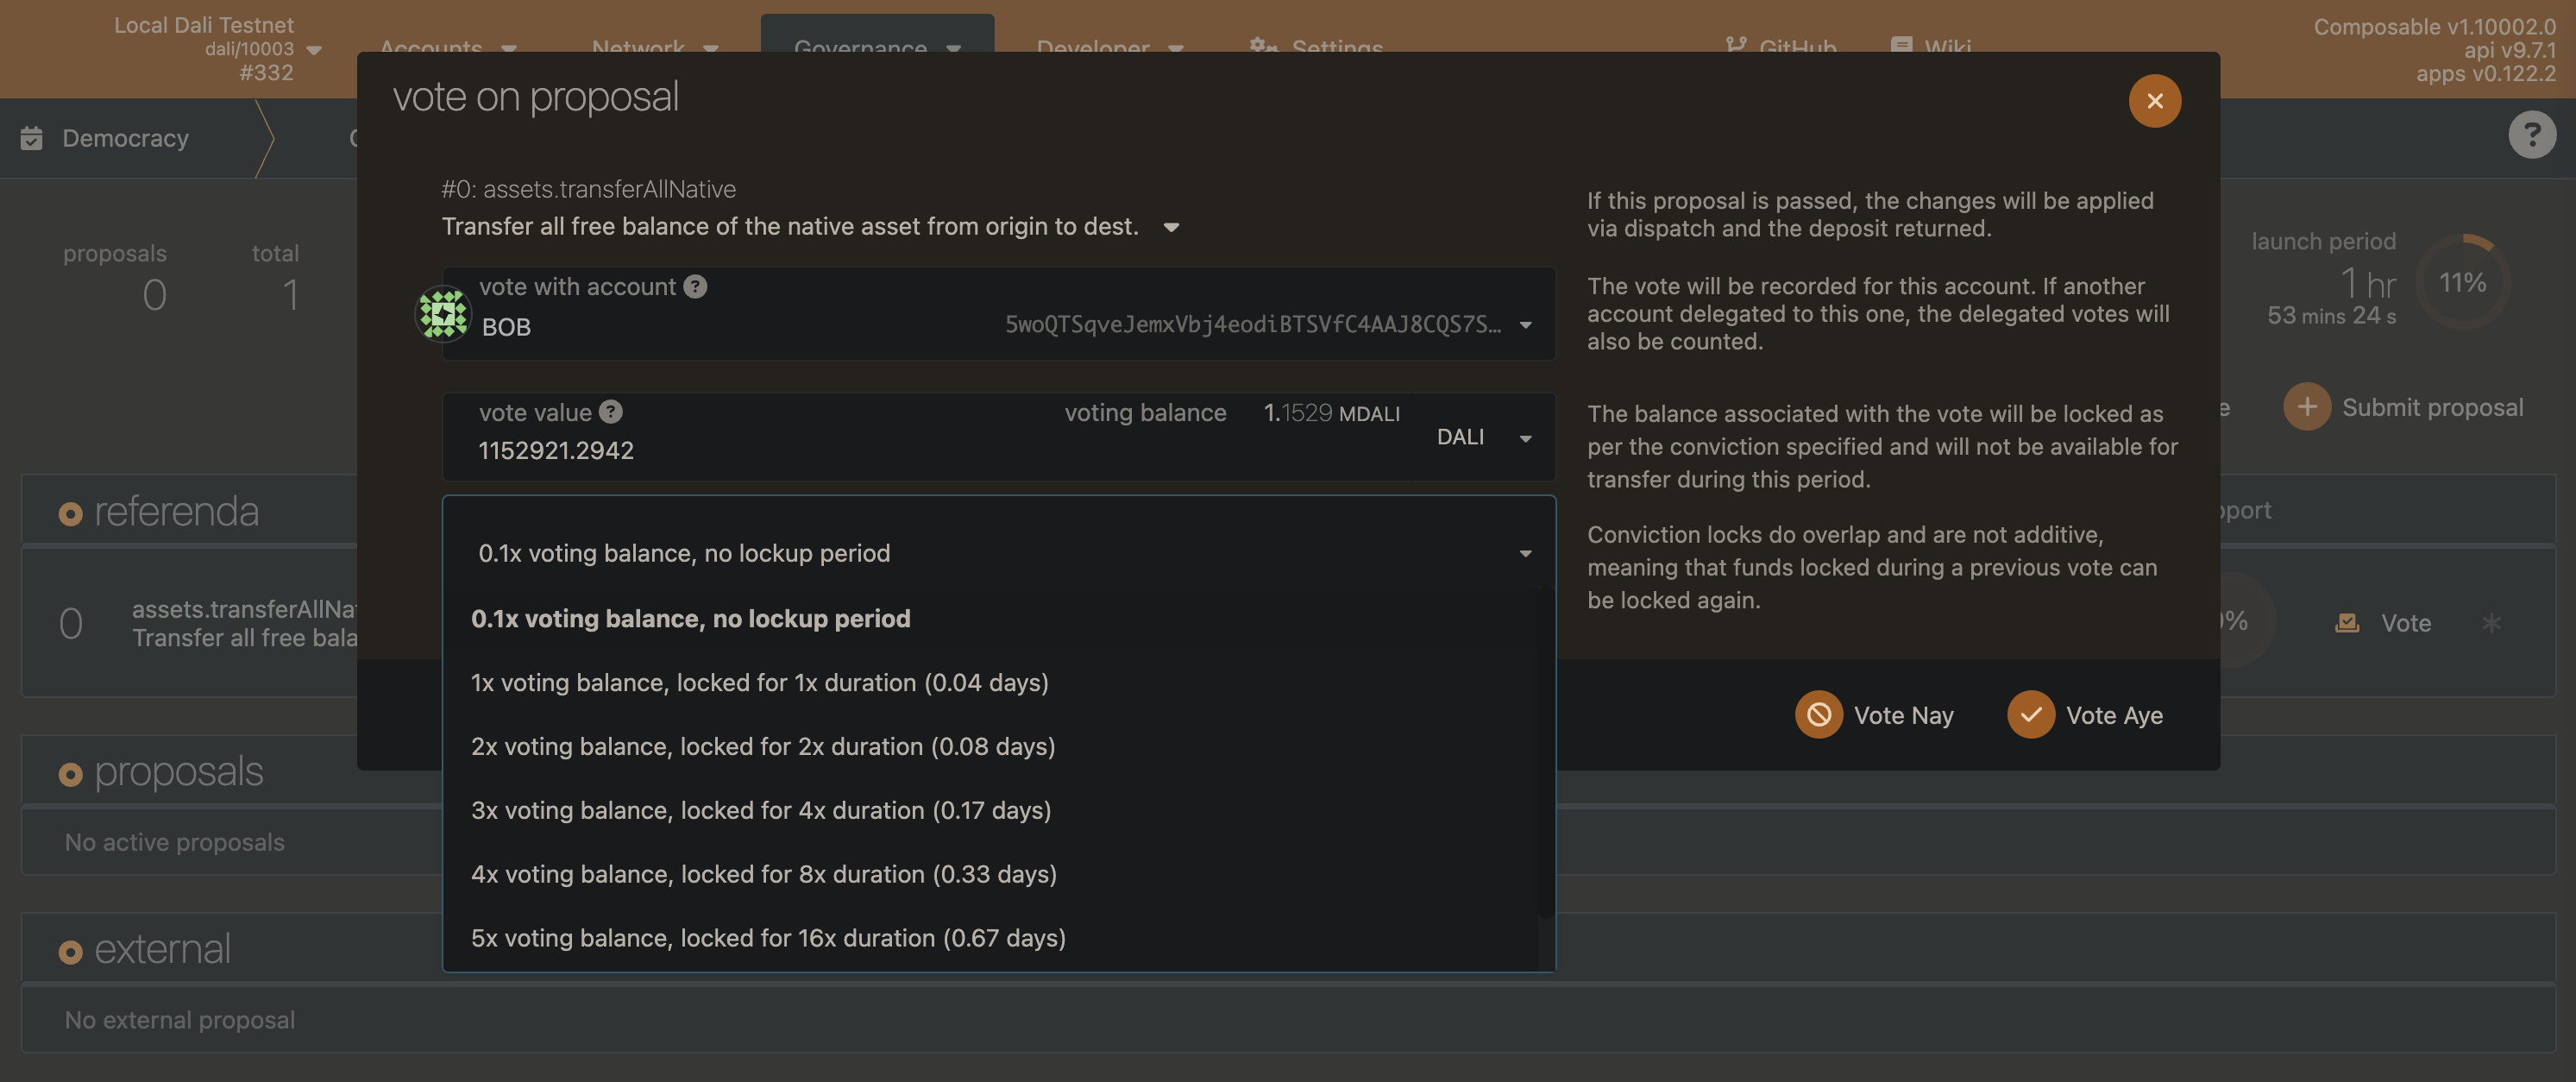 Local Dali Testnet
dali/10003
#332
Accounts
Network
Governance
Developer
Settings
GitHub
Wiki
Composable v1.10002.0
api v9.7.1
apps v0.122.2
Democracy
vote on proposal
#0: assets.transferAllNative
Transfer all free balance of the native asset from origin to dest.
vote with account
BOB
5woQTSqveJemxVbj4eodiBTSVfC4AAJ8CQS7S...
vote value
1152921.2942
voting balance 1.1529 MDALI
DALI
0.1x voting balance, no lockup period
0.1x voting balance, no lockup period
1x voting balance, locked for 1x duration (0.04 days)
2x voting balance, locked for 2x duration (0.08 days)
3x voting balance, locked for 4x duration (0.17 days)
4x voting balance, locked for 8x duration (0.33 days)
5x voting balance, locked for 16x duration (0.67 days)
If this proposal is passed, the changes will be applied
via dispatch and the deposit returned.
The vote will be recorded for this account. If another
account delegated to this one, the delegated votes will
also be counted.
The balance associated with the vote will be locked as
per the conviction specified and will not be available for
transfer during this period.
Conviction locks do overlap and are not additive,
meaning that funds locked during a previous vote can
be locked again.
Vote Nay
Vote Aye
proposals
0
total
1
launch period
1 hr
53 mins 24 s
11%
Submit proposal
referenda
0
assets.transferAllNat
Transfer all free bala
Vote
proposals
No active proposals
external
No external proposal